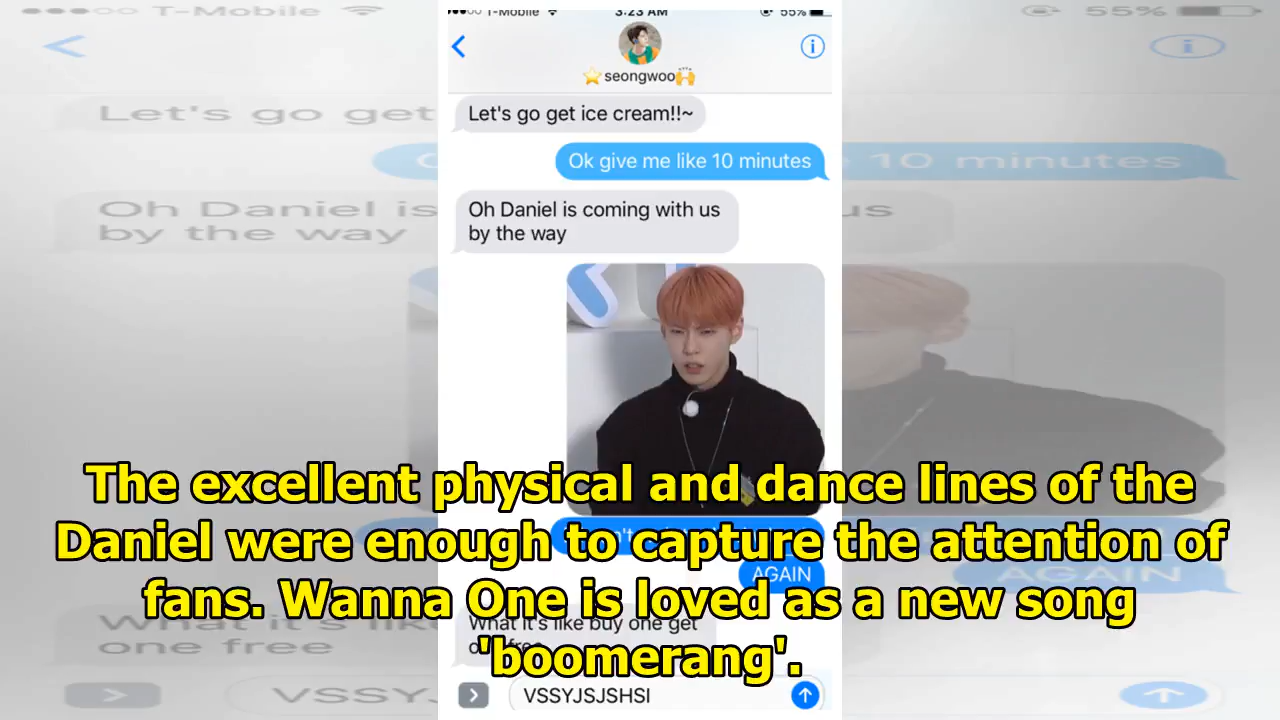 T-Mobile
3:23 AM
55%
⭐seongwoo🙌
Let's go get ice cream!!~
Ok give me like 10 minutes
Oh Daniel is coming with us
by the way
AGAIN
What it's like buy one get
one free
VSSYJSJSHSI
The excellent physical and dance lines of the
Daniel were enough to capture the attention of
fans. Wanna One is loved as a new song
'boomerang'.